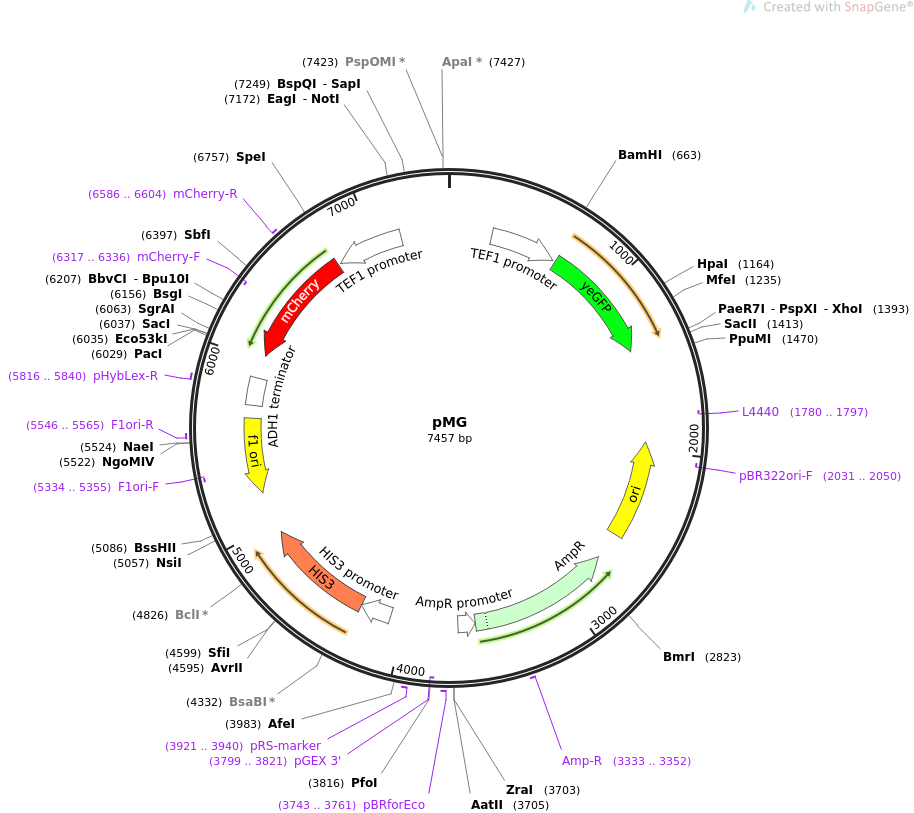 Created with SnapGene®
(7423) PspOMI *
ApaI * (7427)
(7249) BspQI - SapI
(7172) EagI - NotI
(6757) SpeI
BamHI (663)
(6586 .. 6604) mCherry-R
(6397) SbfI
(6317 .. 6336) mCherry-F
(6207) BbvCI - Bpu10I
(6156) BsgI
(6063) SgrAI
(6037) SacI
(6035) Eco53kI
(6029) PacI
(5816 .. 5840) pHybLex-R
(5546 .. 5565) F1ori-R
(5524) NaeI
(5522) NgoMIV
(5334 .. 5355) F1ori-F
(5086) BssHII
(5057) NsiI
(4826) BclI *
(4599) SfiI
(4595) AvrII
(4332) BsaBI *
(3983) AfeI
(3921 .. 3940) pRS-marker
(3799 .. 3821) pGEX 3'
(3816) PfoI
(3743 .. 3761) pBRforEco
HpaI (1164)
MfeI (1235)
PaeR7I - PspXI - XhoI (1393)
SacII (1413)
PpuMI (1470)
L4440 (1780 .. 1797)
pBR322ori-F (2031 .. 2050)
BmrI (2823)
Amp-R (3333 .. 3352)
ZraI (3703)
AatII (3705)
1000
2000
3000
4000
5000
6000
7000
TEF1 promoter
yeGFP
ori
AmpR
AmpR promoter
HIS3 promoter
HIS3
f1 ori
ADH1 terminator
mCherry
TEF1 promoter
pMG
7457 bp